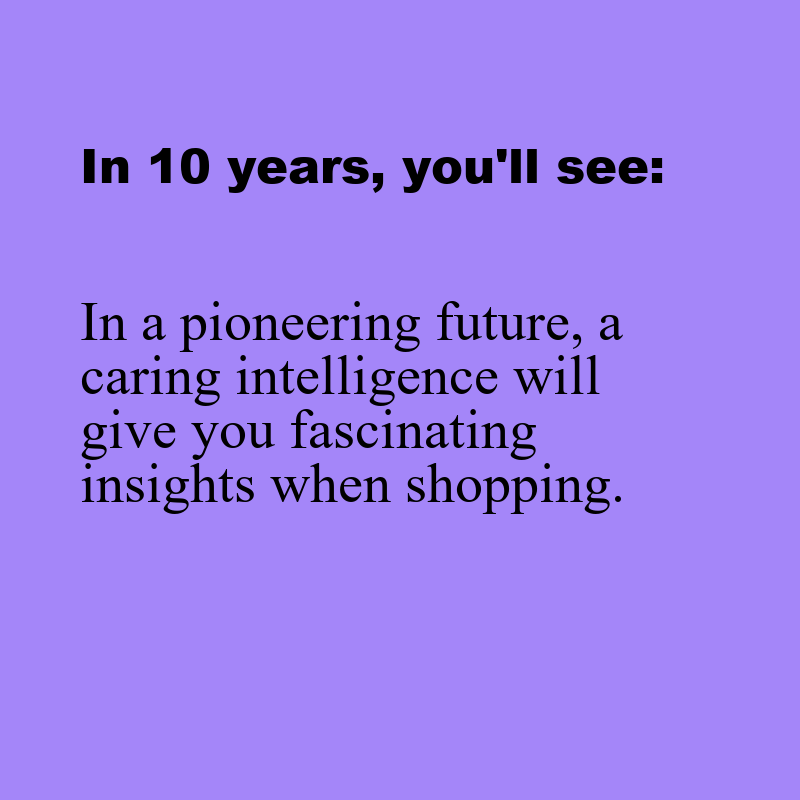 In 10 years, you'll see:
In a pioneering future, a
caring intelligence will
give you fascinating
insights when shopping.